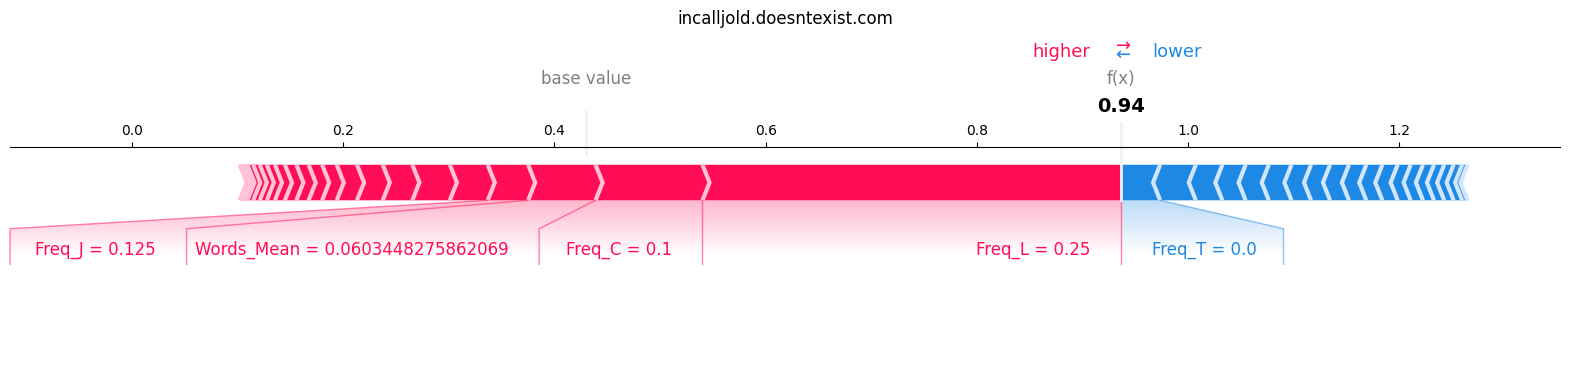 incalljold.doesntexist.com
higher ⇄ lower
base value f(x)
0.94
0.0 0.2 0.4 0.6 0.8 1.0 1.2
Freq_J = 0.125 Words_Mean = 0.0603448275862069 Freq_C = 0.1 Freq_L = 0.25 Freq_T = 0.0